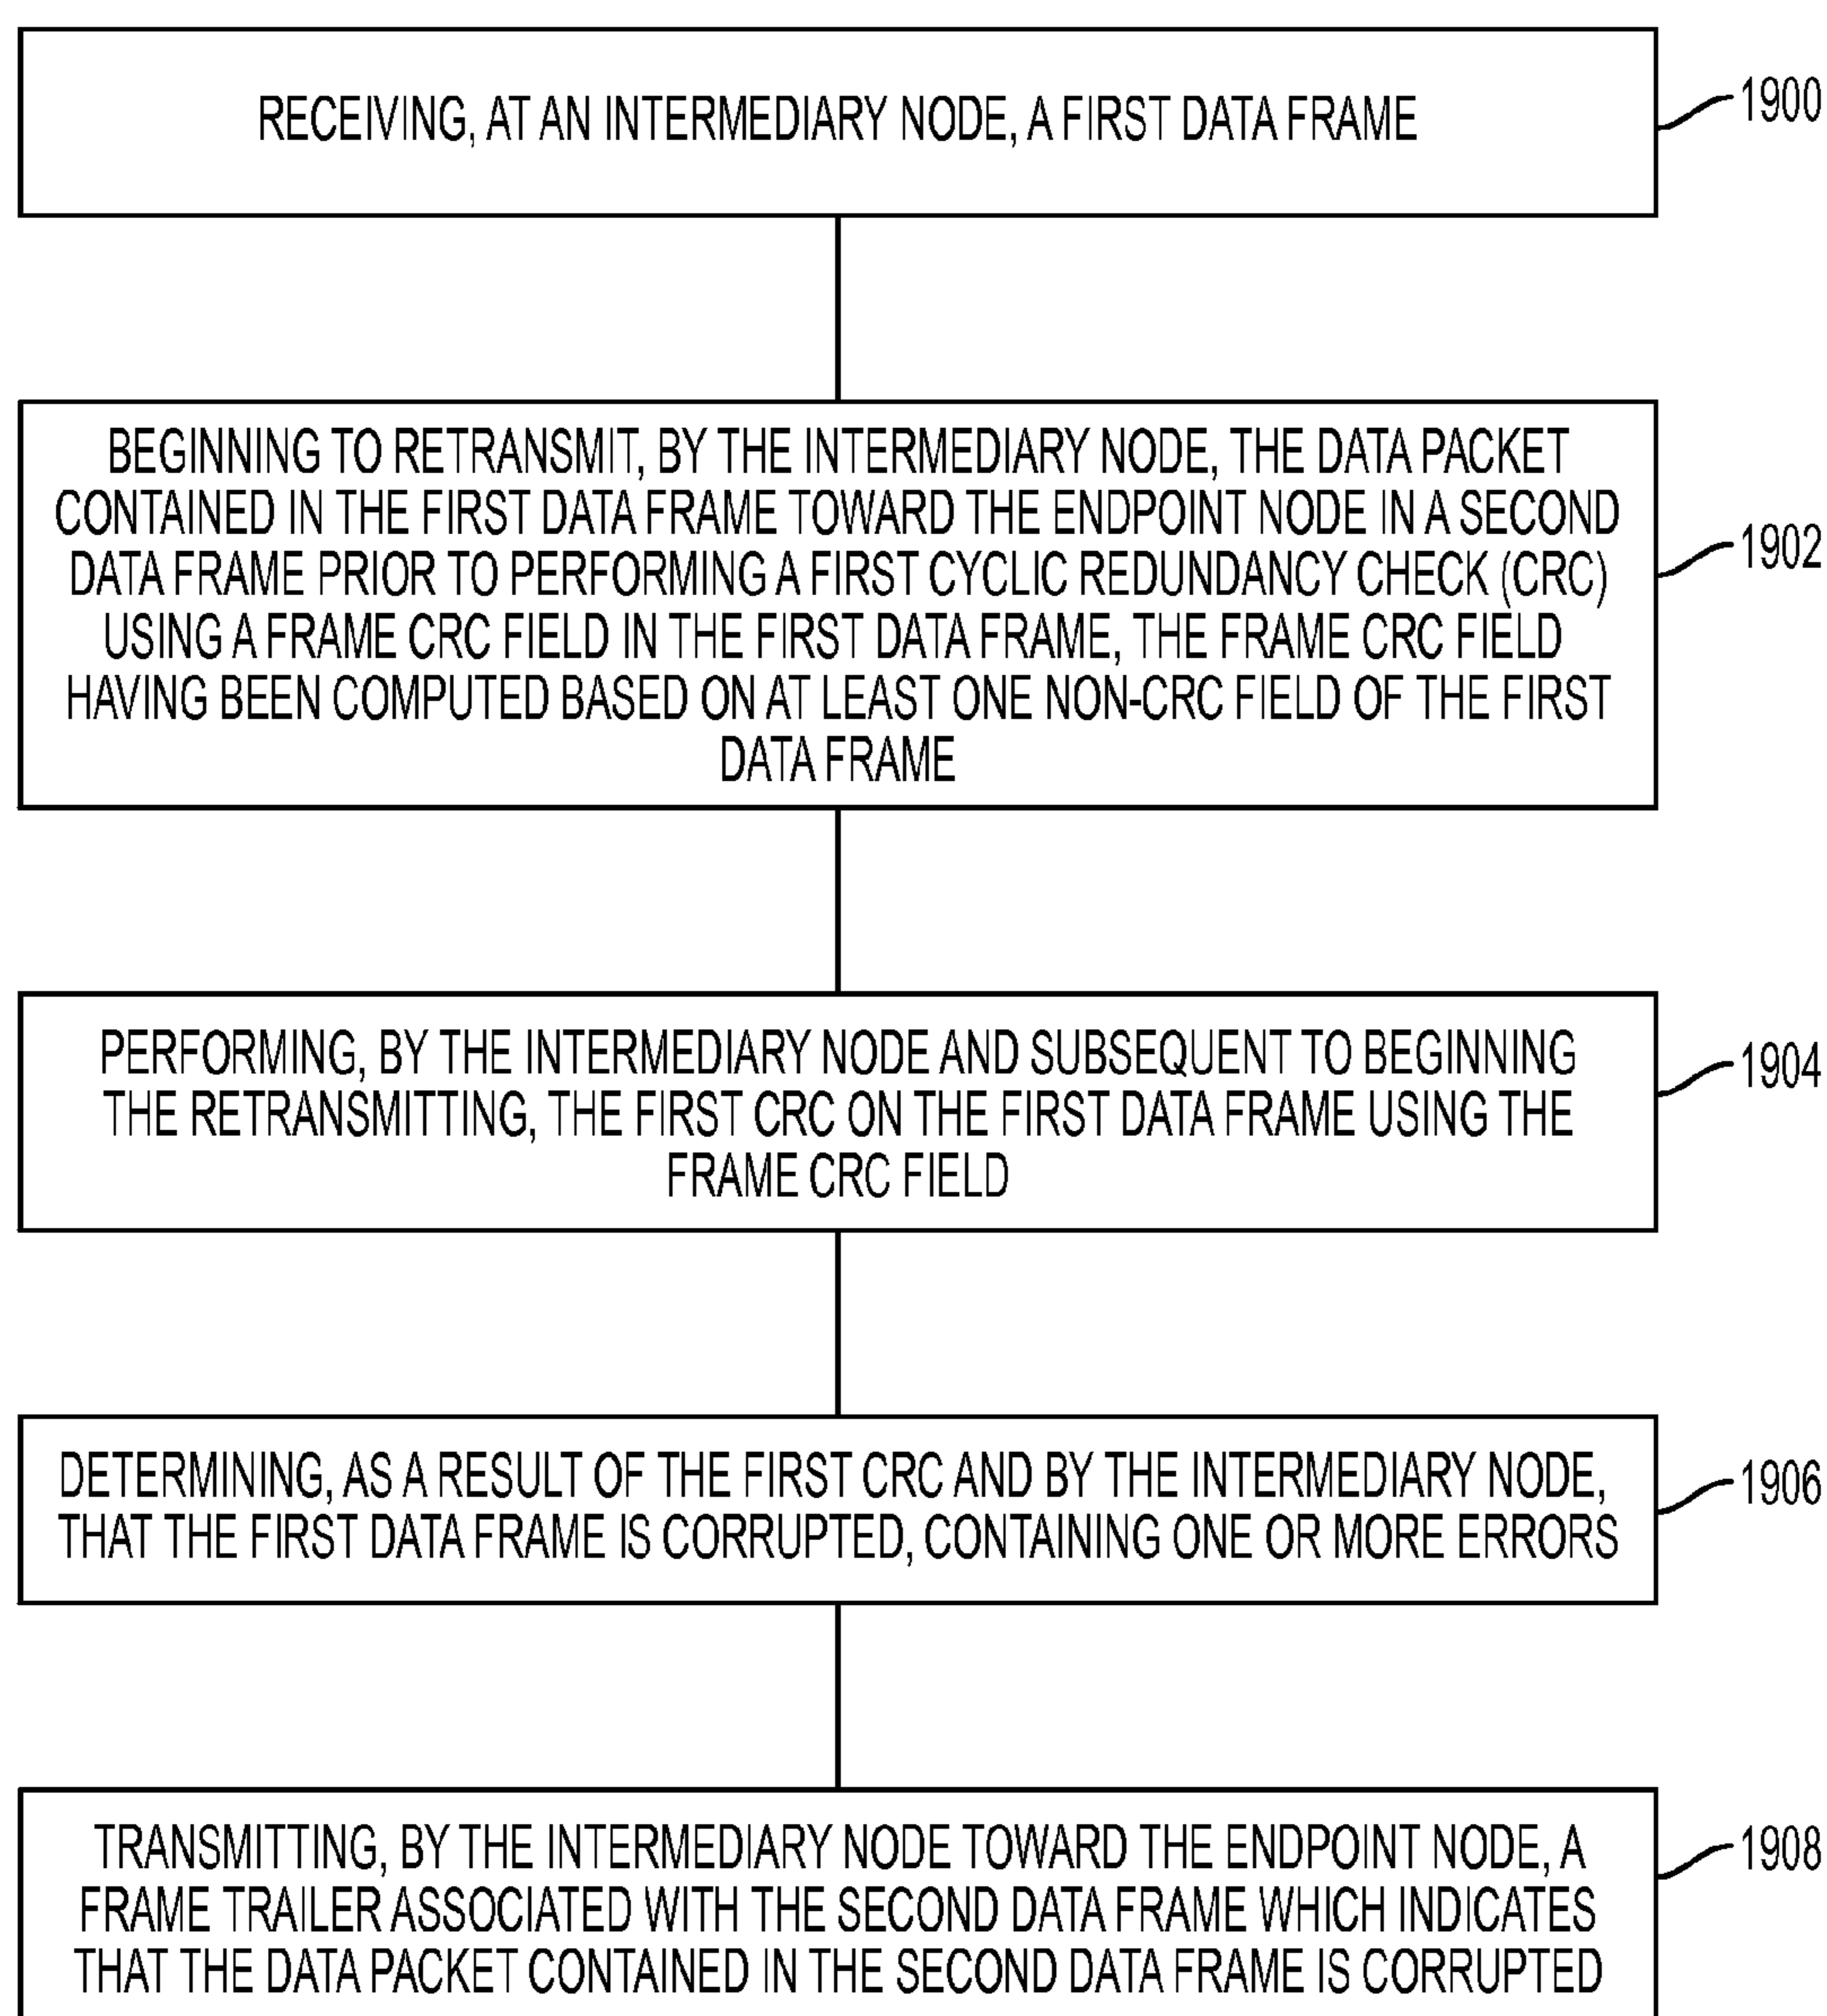 RECEIVING, AT AN INTERMEDIARY NODE, A FIRST DATA FRAME
1900
BEGINNING TO RETRANSMIT, BY THE INTERMEDIARY NODE, THE DATA PACKET
CONTAINED IN THE FIRST DATA FRAME TOWARD THE ENDPOINT NODE IN A SECOND
DATA FRAME PRIOR TO PERFORMING A FIRST CYCLIC REDUNDANCY CHECK (CRC)
USING A FRAME CRC FIELD IN THE FIRST DATA FRAME, THE FRAME CRC FIELD
HAVING BEEN COMPUTED BASED ON AT LEAST ONE NON-CRC FIELD OF THE FIRST
DATA FRAME
1902
PERFORMING, BY THE INTERMEDIARY NODE AND SUBSEQUENT TO BEGINNING
THE RETRANSMITTING, THE FIRST CRC ON THE FIRST DATA FRAME USING THE
FRAME CRC FIELD
1904
DETERMINING, AS A RESULT OF THE FIRST CRC AND BY THE INTERMEDIARY NODE,
THAT THE FIRST DATA FRAME IS CORRUPTED, CONTAINING ONE OR MORE ERRORS
1906
TRANSMITTING, BY THE INTERMEDIARY NODE TOWARD THE ENDPOINT NODE, A
FRAME TRAILER ASSOCIATED WITH THE SECOND DATA FRAME WHICH INDICATES
THAT THE DATA PACKET CONTAINED IN THE SECOND DATA FRAME IS CORRUPTED
1908